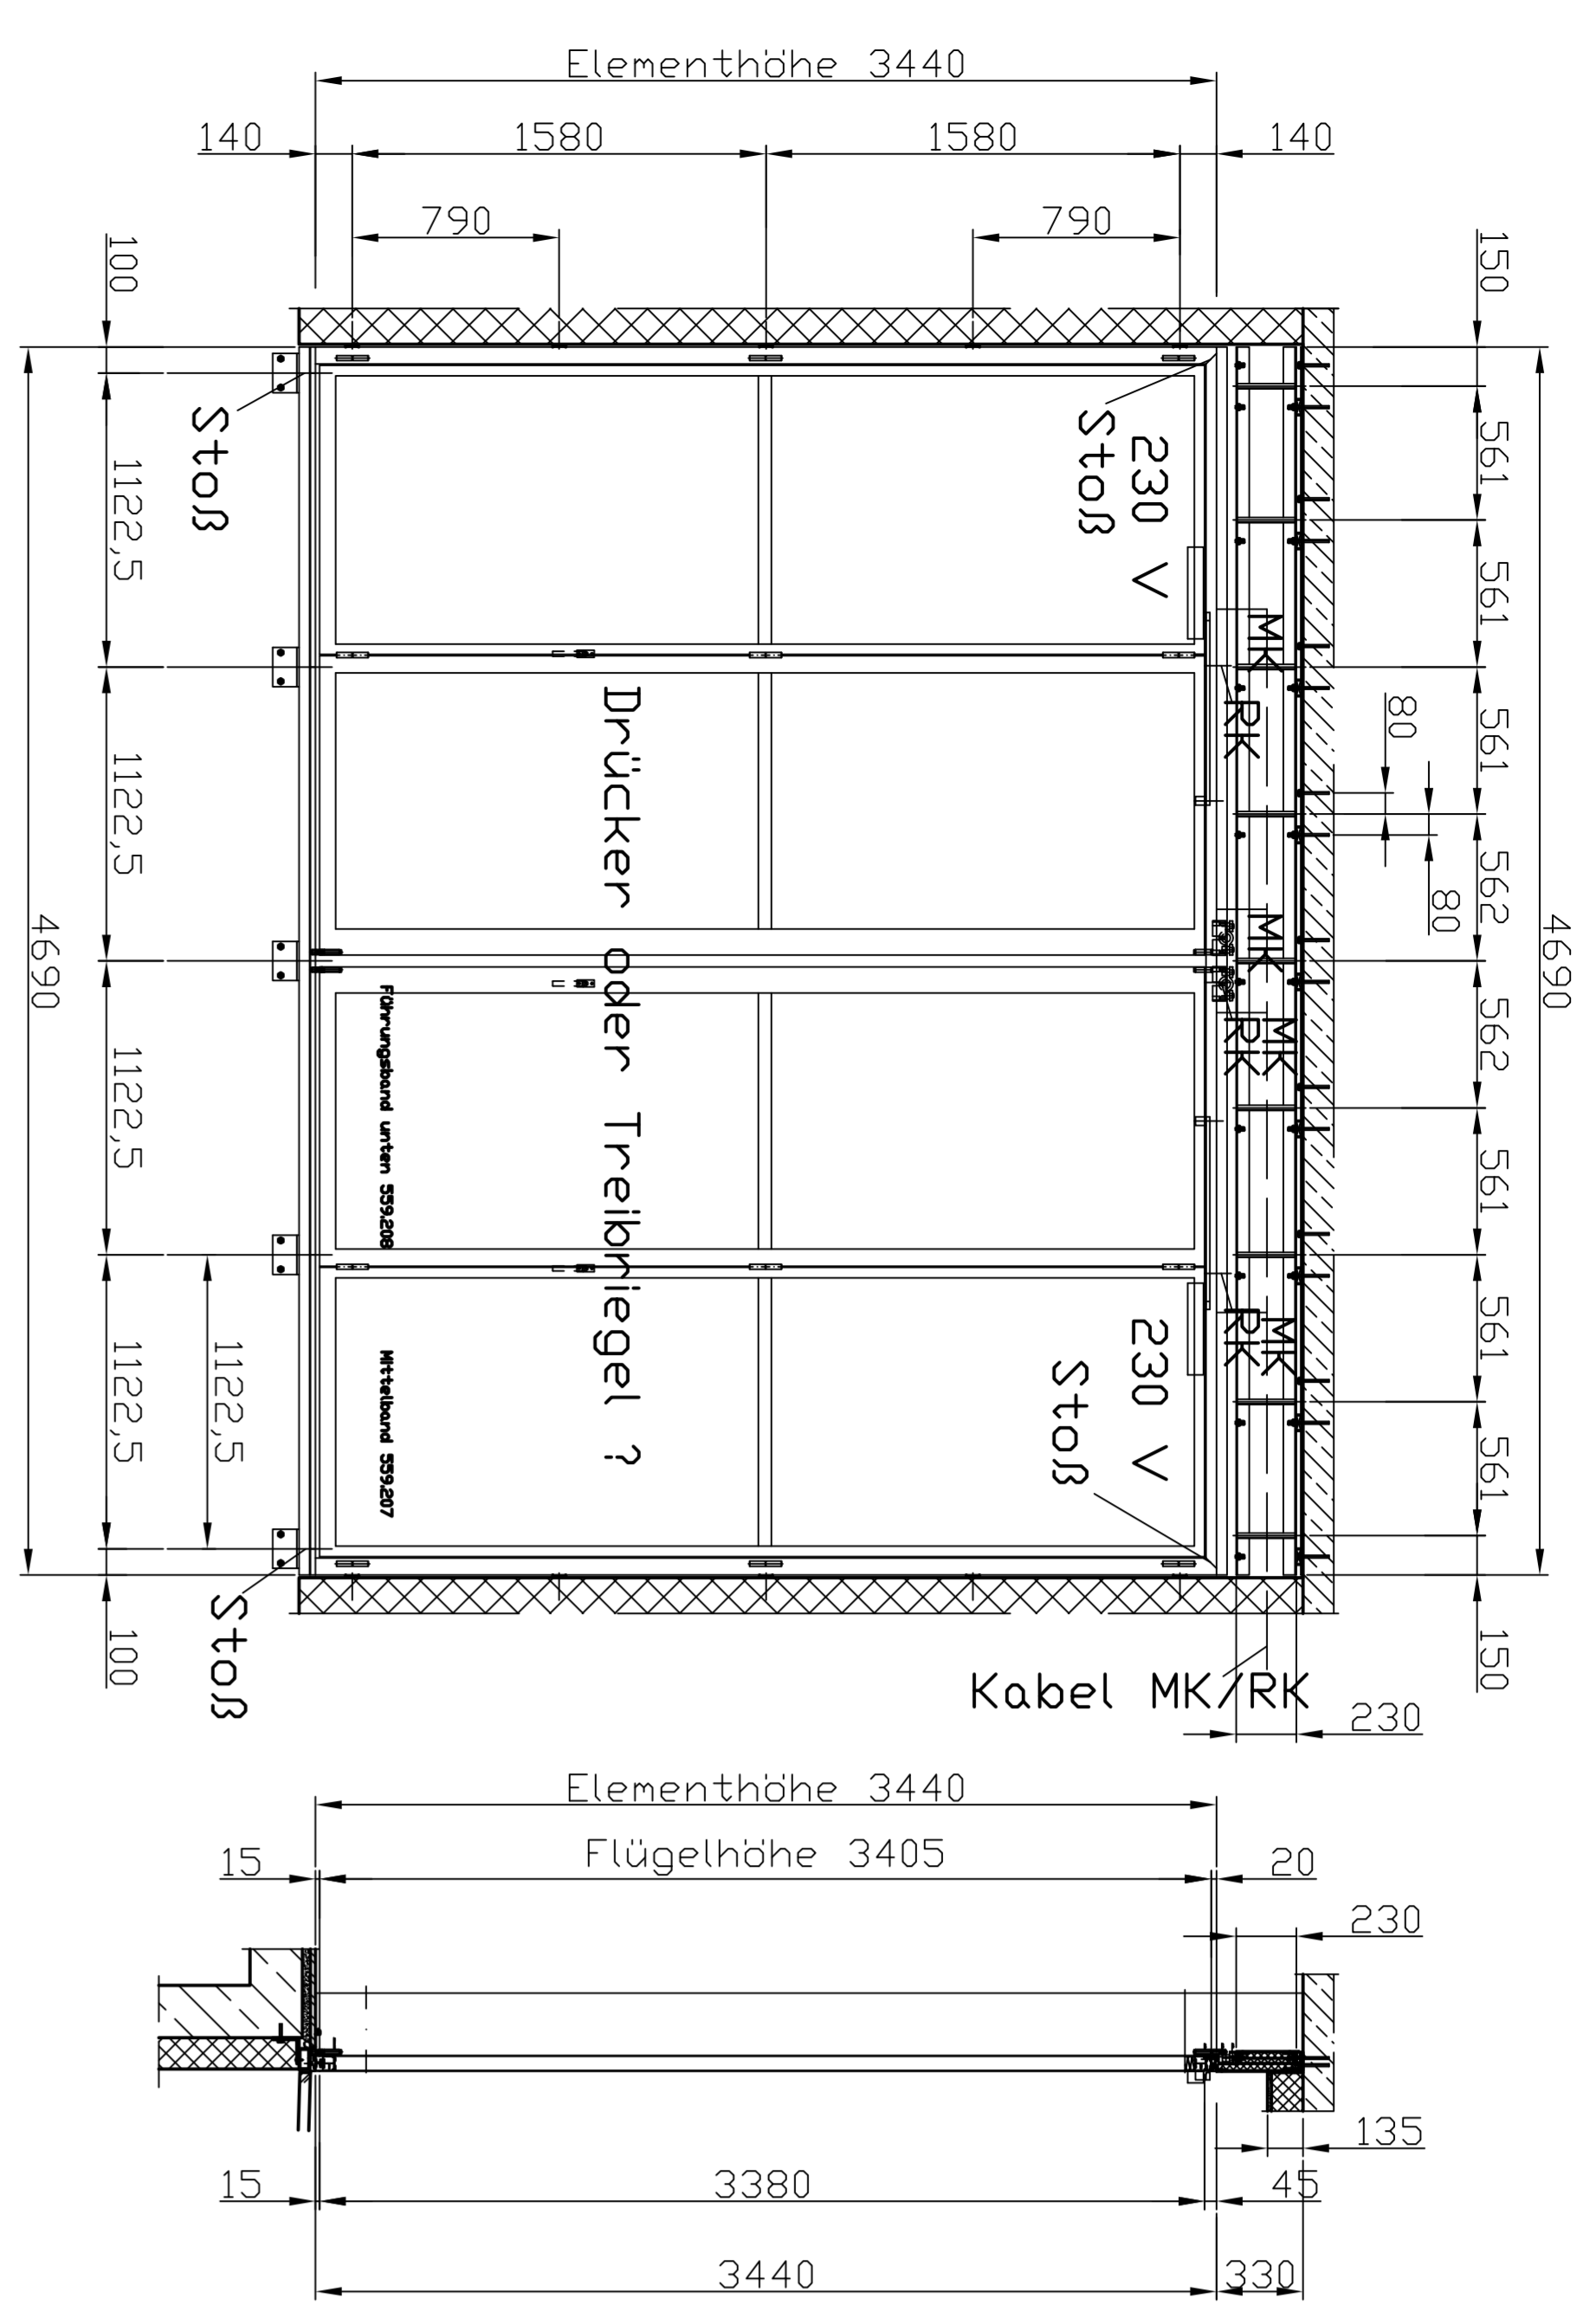 Elementhöhe 3440
140
1580
1580
140
790
790
100
1122,5
1122,5
1122,5
1122,5
1122,5
100
4690
150
561
561
561
562
562
561
561
561
150
80
80
4690
Stoß
Stoß
230 V
MK
RK
MK
RK
MK
RK
MK
Drücker oder Treibriegel ?
Führungsband unten 559.208
Mittelband 559.207
230 V
Stoß
Stoß
Kabel MK/RK
230
Elementhöhe 3440
Flügelhöhe 3405
15
20
230
135
15
3380
45
3440
330